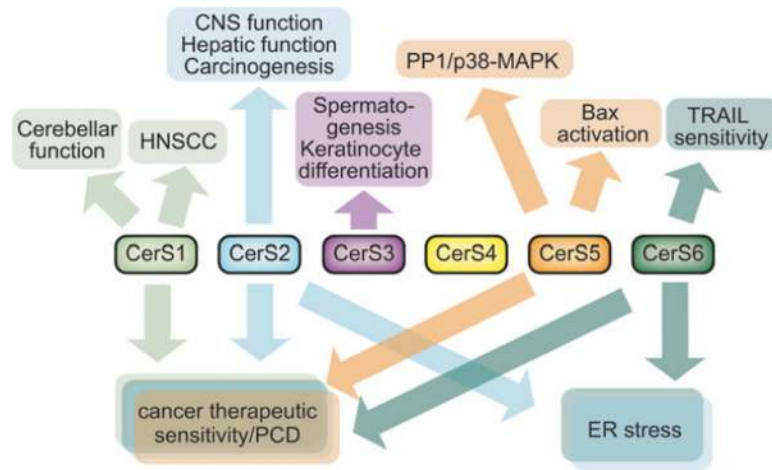 CNS function
Hepatic function
Carcinogenesis
PP1/p38-MAPK
Cerebellar
function
HNSCC
Spermato-
genesis
Keratinocyte
differentiation
Bax
activation
TRAIL
sensitivity
CerS1
CerS2
CerS3
CerS4
CerS5
CerS6
cancer therapeutic
sensitivity/PCD
ER stress